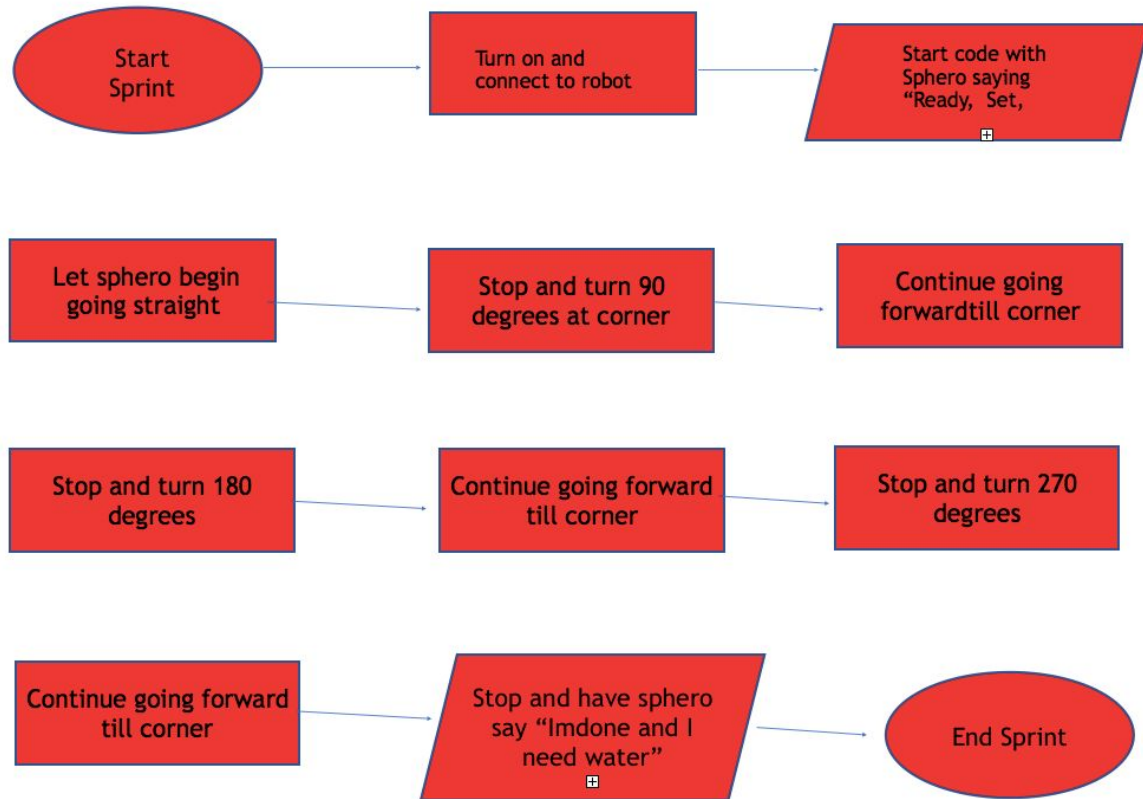 Start
Sprint
Turn on and
connect to robot
Start code with
Sphero saying
“Ready, Set,
Let sphero begin
going straight
Stop and turn 90
degrees at corner
Continue going
forwardtill corner
Stop and turn 180
degrees
Continue going forward
till corner
Stop and turn 270
degrees
Continue going forward
till corner
Stop and have sphero
say “Imdone and I
need water”
End Sprint